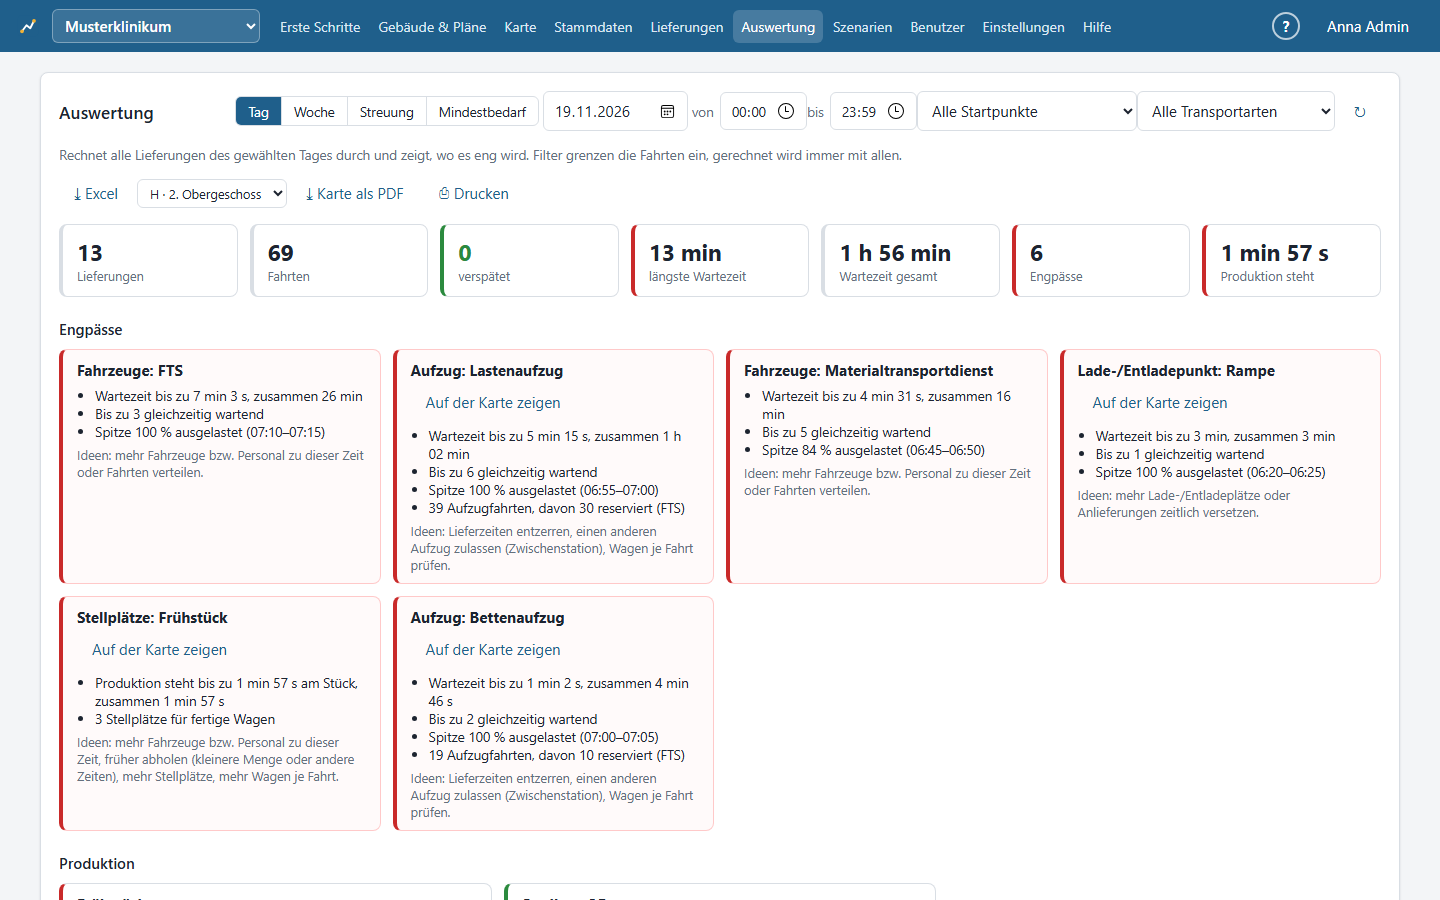 Musterklinikum Erste Schritte Gebäude & Pläne Karte Stammdaten Lieferungen Auswertung Szenarien Benutzer Einstellungen Hilfe ? Anna Admin
Auswertung Tag Woche Streuung Mindestbedarf 19.11.2026 von 00:00 bis 23:59 Alle Startpunkte Alle Transportarten ↻
Rechnet alle Lieferungen des gewählten Tages durch und zeigt, wo es eng wird. Filter grenzen die Fahrten ein, gerechnet wird immer mit allen.
↓ Excel H · 2. Obergeschoss ↓ Karte als PDF Drucken
13
Lieferungen
69
Fahrten
0
verspätet
13 min
längste Wartezeit
1 h 56 min
Wartezeit gesamt
6
Engpässe
1 min 57 s
Produktion steht
Engpässe
Fahrzeuge: FTS
• Wartezeit bis zu 7 min 3 s, zusammen 26 min
• Bis zu 3 gleichzeitig wartend
• Spitze 100 % ausgelastet (07:10–07:15)
Ideen: mehr Fahrzeuge bzw. Personal zu dieser Zeit
oder Fahrten verteilen.
Aufzug: Lastenaufzug
Auf der Karte zeigen
• Wartezeit bis zu 5 min 15 s, zusammen 1 h
02 min
• Bis zu 6 gleichzeitig wartend
• Spitze 100 % ausgelastet (06:55–07:00)
• 39 Aufzugfahrten, davon 30 reserviert (FTS)
Ideen: Lieferzeiten entzerren, einen anderen
Aufzug zulassen (Zwischenstation), Wagen je Fahrt
prüfen.
Fahrzeuge: Materialtransportdienst
• Wartezeit bis zu 4 min 31 s, zusammen 16
min
• Bis zu 5 gleichzeitig wartend
• Spitze 84 % ausgelastet (06:45–06:50)
Ideen: mehr Fahrzeuge bzw. Personal zu dieser Zeit
oder Fahrten verteilen.
Lade-/Entladepunkt: Rampe
Auf der Karte zeigen
• Wartezeit bis zu 3 min, zusammen 3 min
• Bis zu 1 gleichzeitig wartend
• Spitze 100 % ausgelastet (06:20–06:25)
Ideen: mehr Lade-/Entladeplätze oder
Anlieferungen zeitlich versetzen.
Stellplätze: Frühstück
Auf der Karte zeigen
• Produktion steht bis zu 1 min 57 s am Stück,
zusammen 1 min 57 s
• 3 Stellplätze für fertige Wagen
Ideen: mehr Fahrzeuge bzw. Personal zu dieser
Zeit, früher abholen (kleinere Menge oder andere
Zeiten), mehr Stellplätze, mehr Wagen je Fahrt.
Aufzug: Bettenaufzug
Auf der Karte zeigen
• Wartezeit bis zu 1 min 2 s, zusammen 4 min
46 s
• Bis zu 2 gleichzeitig wartend
• Spitze 100 % ausgelastet (07:00–07:05)
• 19 Aufzugfahrten, davon 10 reserviert (FTS)
Ideen: Lieferzeiten entzerren, einen anderen
Aufzug zulassen (Zwischenstation), Wagen je Fahrt
prüfen.
Produktion